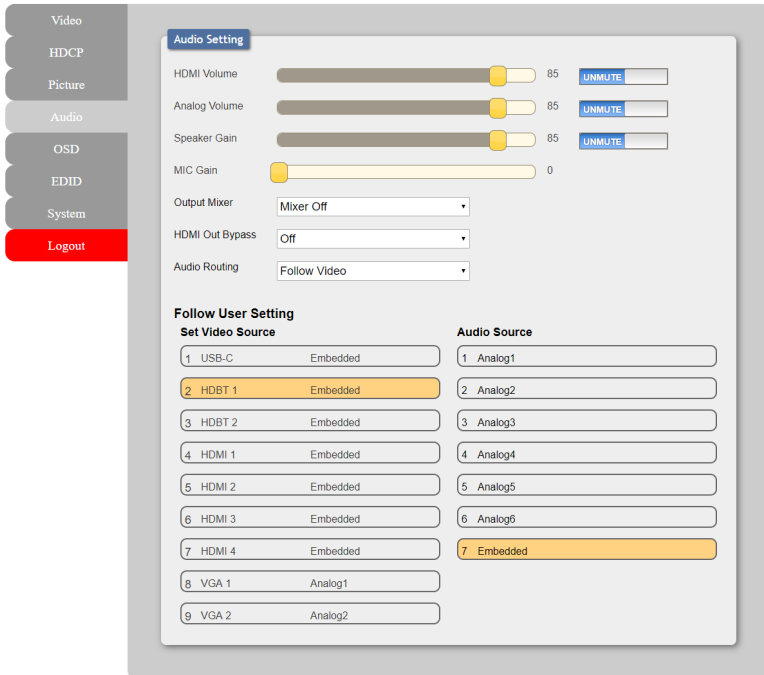 Video
HDCP
Picture
Audio
OSD
EDID
System
Logout
Audio Setting
HDMI Volume 85 UNMUTE
Analog Volume 85 UNMUTE
Speaker Gain 85 UNMUTE
MIC Gain 0
Output Mixer Mixer Off
HDMI Out Bypass Off
Audio Routing Follow Video
Follow User Setting
Set Video Source Audio Source
1 USB-C Embedded 1 Analog1
2 HDBT 1 Embedded 2 Analog2
3 HDBT 2 Embedded 3 Analog3
4 HDMI 1 Embedded 4 Analog4
5 HDMI 2 Embedded 5 Analog5
6 HDMI 3 Embedded 6 Analog6
7 HDMI 4 Embedded 7 Embedded
8 VGA 1 Analog1
9 VGA 2 Analog2